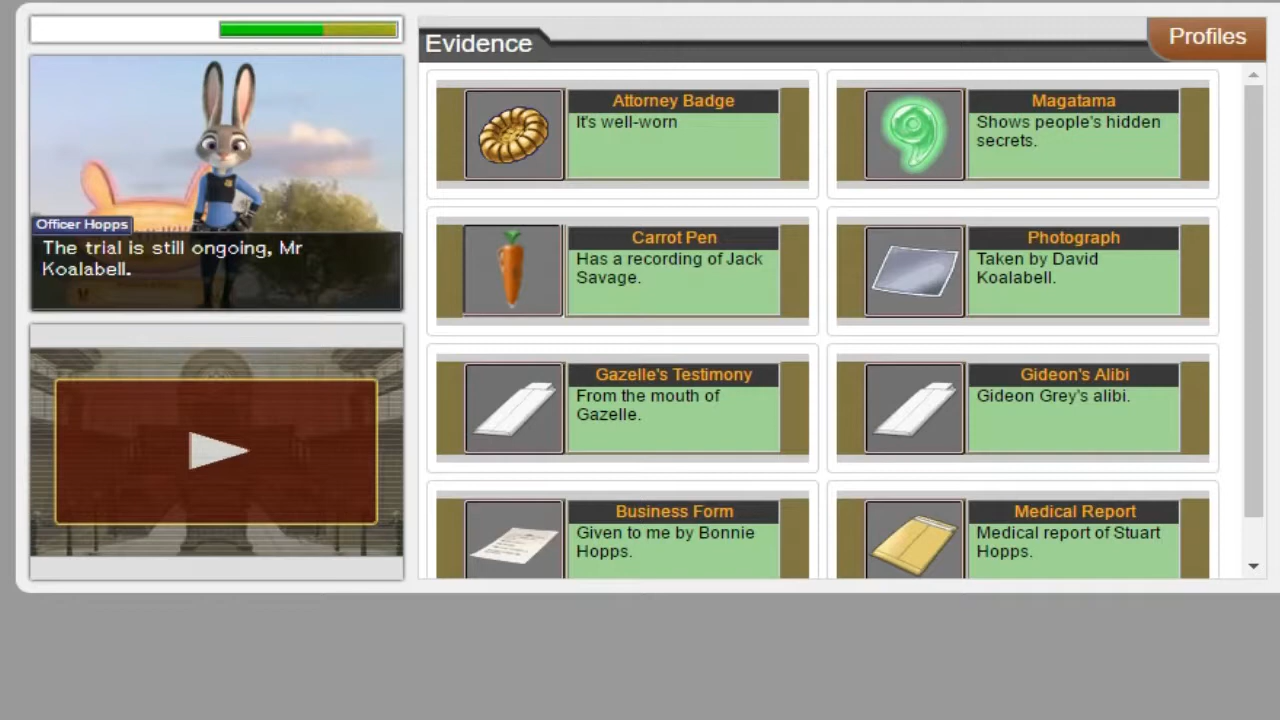 Officer Hopps
The trial is still ongoing, Mr
Koalabell.
Evidence
Profiles
Attorney Badge
It's well-worn
Magatama
Shows people's hidden
secrets.
Carrot Pen
Has a recording of Jack
Savage.
Photograph
Taken by David
Koalabell.
Gazelle's Testimony
From the mouth of
Gazelle.
Gideon's Alibi
Gideon Grey's alibi.
Business Form
Given to me by Bonnie
Hopps.
Medical Report
Medical report of Stuart
Hopps.